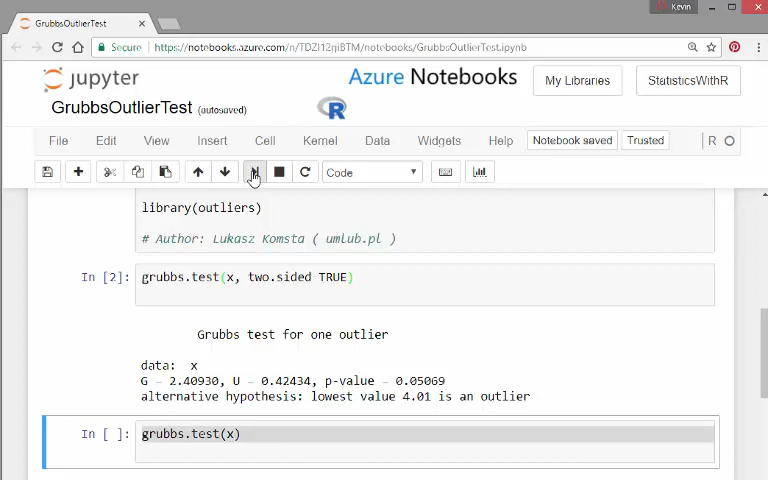 Kevin
GrubbsOutlierTest
Secure https://notebooks.azure.com/n/TDZI12qiBTM/notebooks/GrubbsOutlierTest.ipynb
jupyter
Azure Notebooks
My Libraries
StatisticsWithR
GrubbsOutlierTest (autosaved)
R
File Edit View Insert Cell Kernel Data Widgets Help Notebook saved Trusted R
Code
library(outliers)
# Author: Lukasz Komsta ( umlub.pl )
In [2]: grubbs.test(x, two.sided TRUE)
Grubbs test for one outlier
data: x
G = 2.40930, U = 0.42434, p-value = 0.05069
alternative hypothesis: lowest value 4.01 is an outlier
In [ ]: grubbs.test(x)